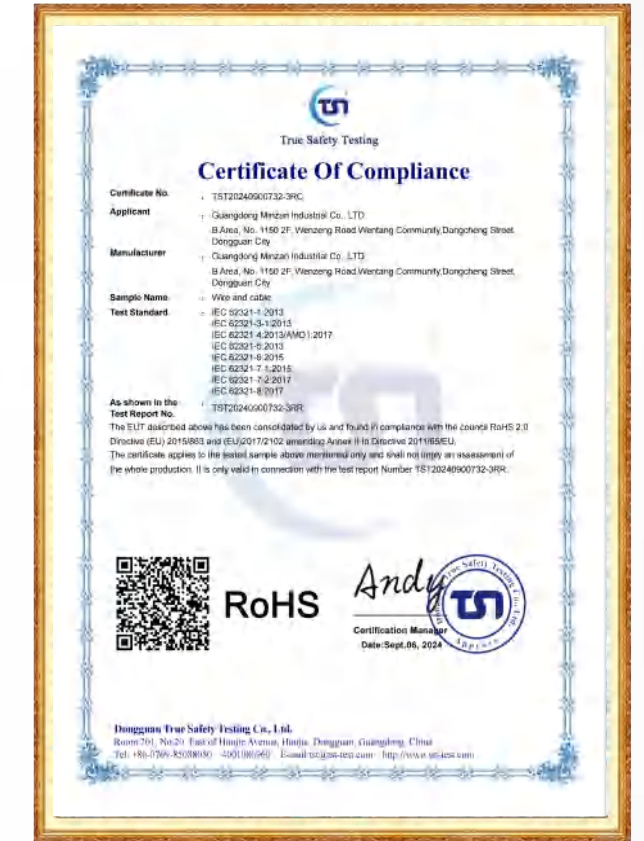 TST
True Safety Testing
Certificate Of Compliance
Certificate No. : TST20240900732-3RC
Applicant : Guangdong Minzan Industrial Co., LTD
B Area, No. 1150 2F, Wenzeng Road Wentang Community, Dongcheng Street, Dongguan City
Manufacturer : Guangdong Minzan Industrial Co., LTD
B Area, No. 1150 2F, Wenzeng Road Wentang Community, Dongcheng Street, Dongguan City
Sample Name : Wire and cable
Test Standard : IEC 62321-1:2013
IEC 62321-3-1:2013
IEC 62321-4:2013/AMD1:2017
IEC 62321-5:2013
IEC 62321-6:2015
IEC 62321-7-1:2015
IEC 62321-7-2:2017
IEC 62321-8:2017
As shown in the
Test Report No. : TST20240900732-3RR
The EUT described above has been consolidated by us and found in compliance with the council RoHS 2.0
Directive (EU) 2015/863 and (EU)2017/2102 amending Annex II to Directive 2011/65/EU.
The certificate applies to the tested sample above mentioned only and shall not imply an assessment of
the whole production. It is only valid in connection with the test report Number TST20240900732-3RR.
RoHS
Andy
Certification Manager
Date:Sept.06, 2024
TST
Dongguan True Safety Testing Co., Ltd.
Dongguan, Guangdong, China